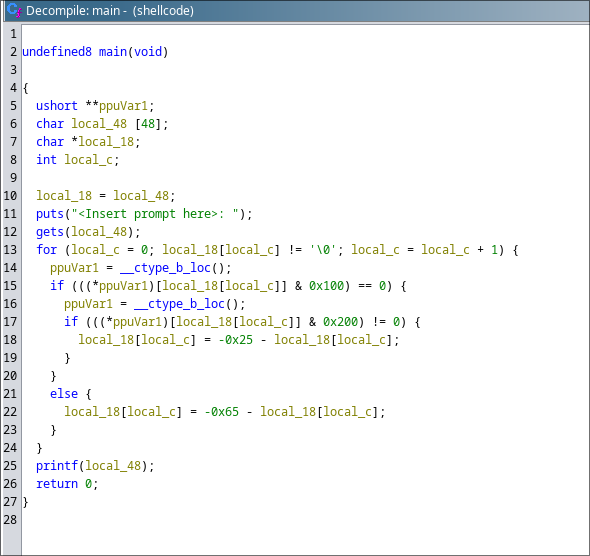 Decompile: main - (shellcode)
1
2 undefined8 main(void)
3
4 {
5 ushort **ppuVar1;
6 char local_48 [48];
7 char *local_18;
8 int local_c;
9
10 local_18 = local_48;
11 puts("<Insert prompt here>: ");
12 gets(local_48);
13 for (local_c = 0; local_18[local_c] != '\0'; local_c = local_c + 1) {
14 ppuVar1 = __ctype_b_loc();
15 if (((*ppuVar1)[local_18[local_c]] & 0x100) == 0) {
16 ppuVar1 = __ctype_b_loc();
17 if (((*ppuVar1)[local_18[local_c]] & 0x200) != 0) {
18 local_18[local_c] = -0x25 - local_18[local_c];
19 }
20 }
21 else {
22 local_18[local_c] = -0x65 - local_18[local_c];
23 }
24 }
25 printf(local_48);
26 return 0;
27 }
28